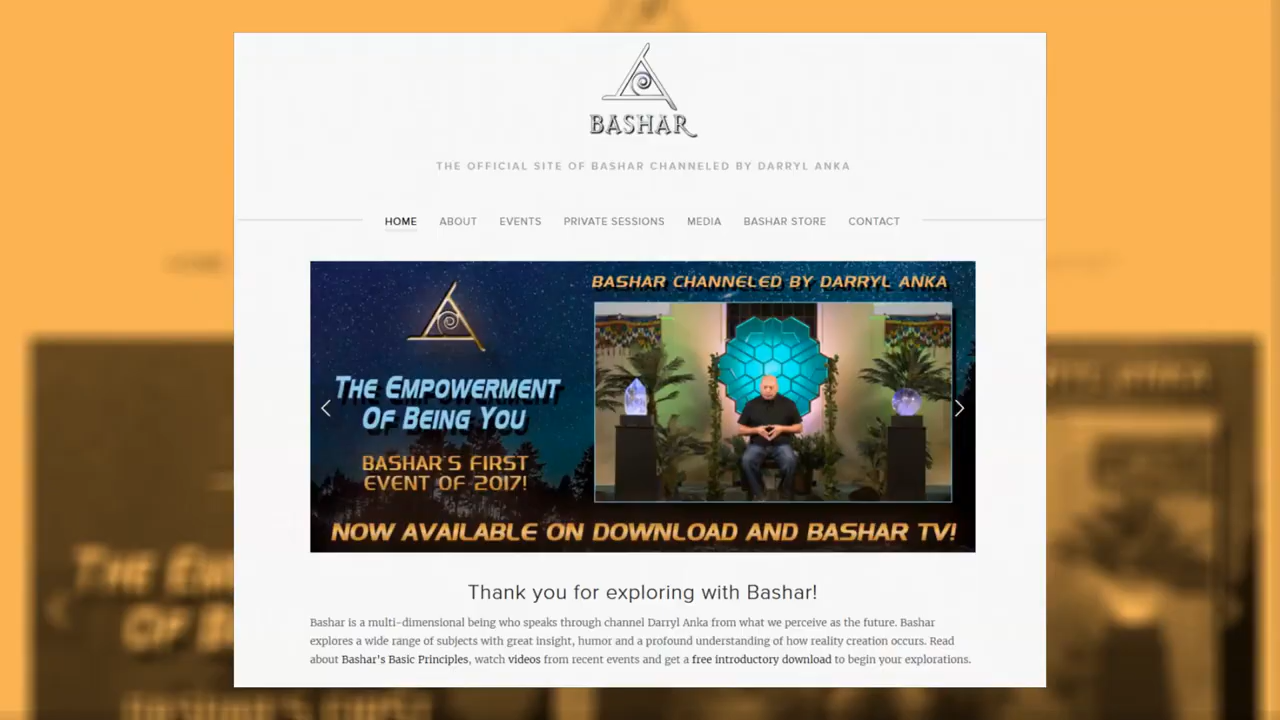 BASHAR
THE OFFICIAL SITE OF BASHAR CHANNELED BY DARRYL ANKA
HOME ABOUT EVENTS PRIVATE SESSIONS MEDIA BASHAR STORE CONTACT
BASHAR CHANNELED BY DARRYL ANKA
THE EMPOWERMENT
OF BEING YOU
BASHAR'S FIRST
EVENT OF 2017!
NOW AVAILABLE ON DOWNLOAD AND BASHAR TV!
Thank you for exploring with Bashar!
Bashar is a multi-dimensional being who speaks through channel Darryl Anka from what we perceive as the future. Bashar
explores a wide range of subjects with great insight, humor and a profound understanding of how reality creation occurs. Read
about Bashar's Basic Principles, watch videos from recent events and get a free introductory download to begin your explorations.